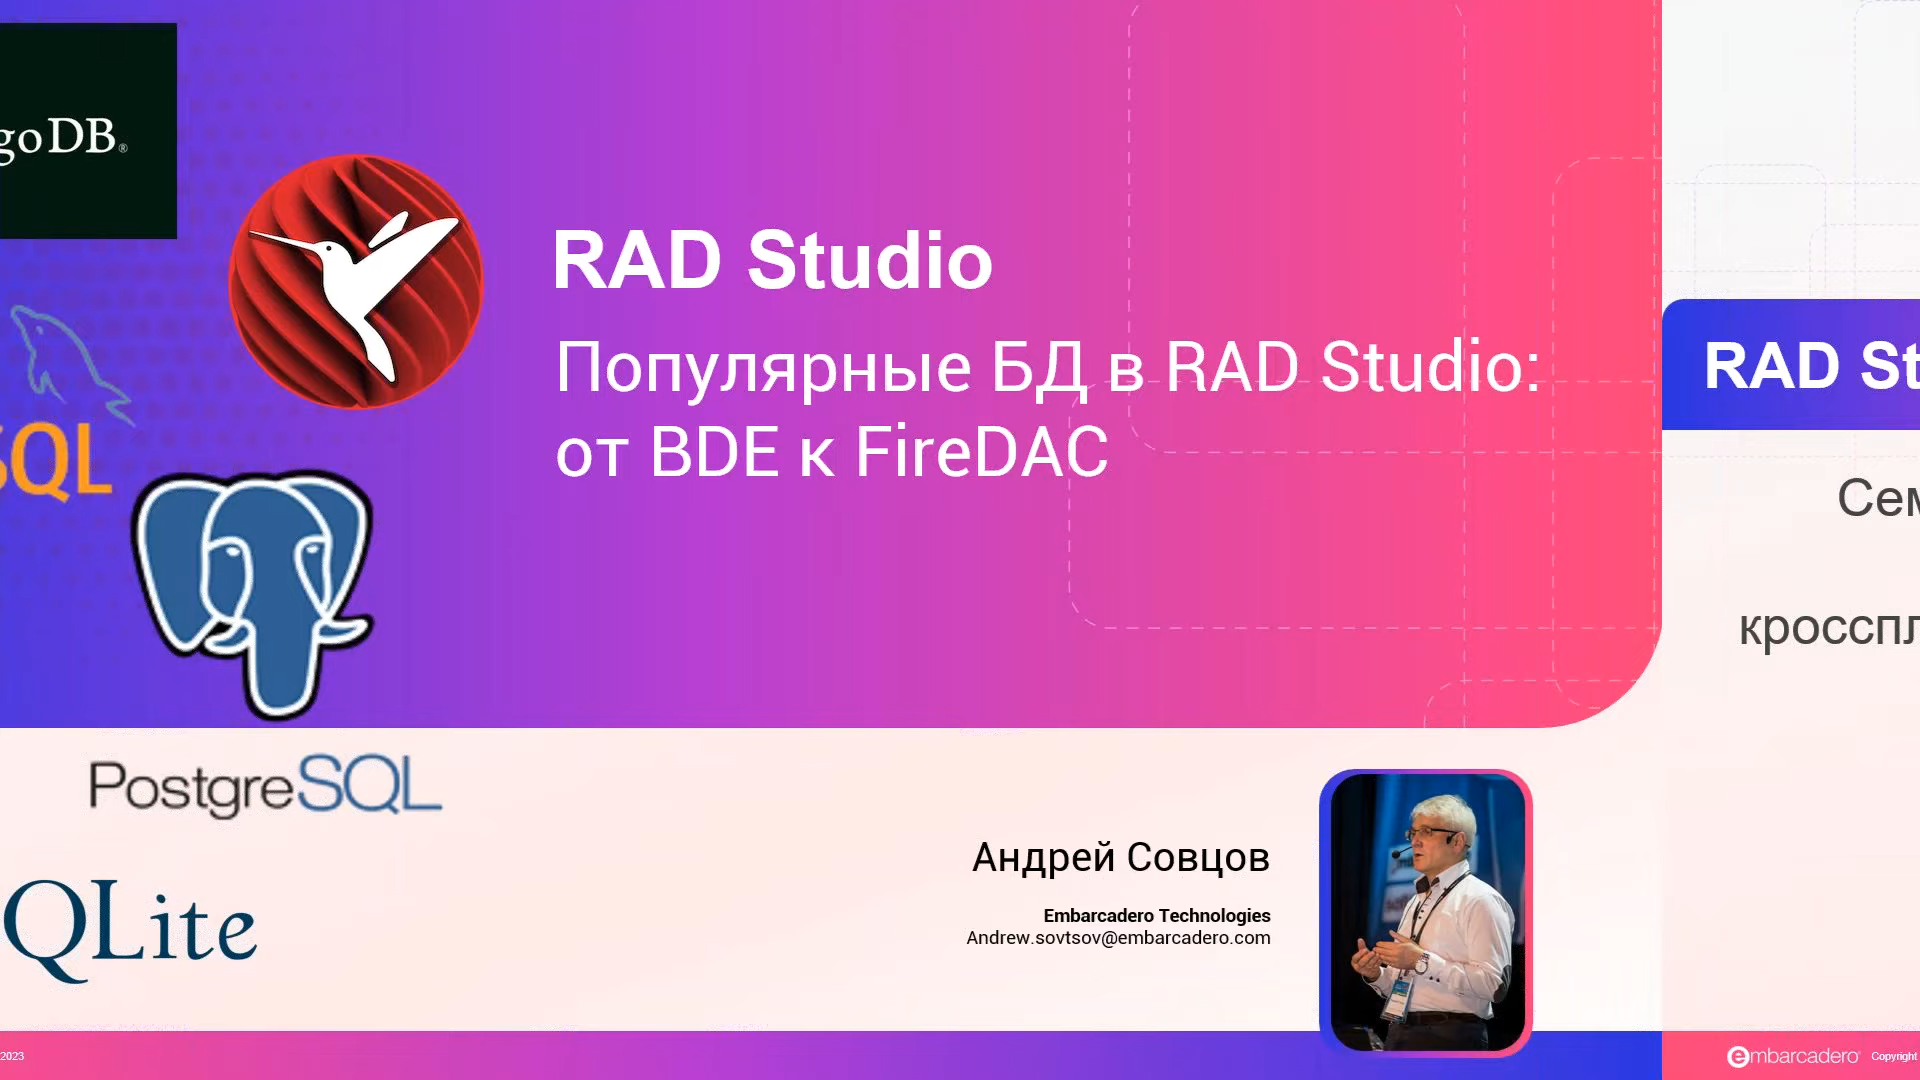 goDB®
RAD Studio
Популярные БД в RAD Studio:
от BDE к FireDAC
SQL
PostgreSQL
QLite
Андрей Совцов
Embarcadero Technologies
Andrew.sovtsov@embarcadero.com
2023
RAD St
Сем
кросспл
embarcadero Copyright